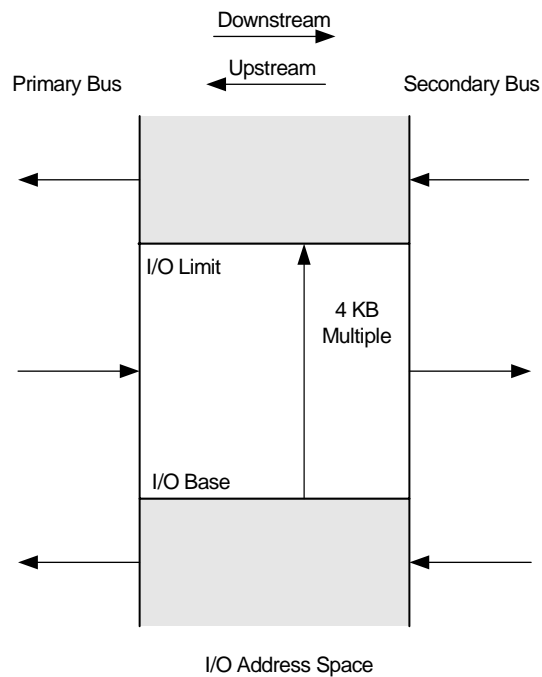 Downstream
Upstream
Primary Bus
Secondary Bus
I/O Limit
4 KB
Multiple
I/O Base
I/O Address Space